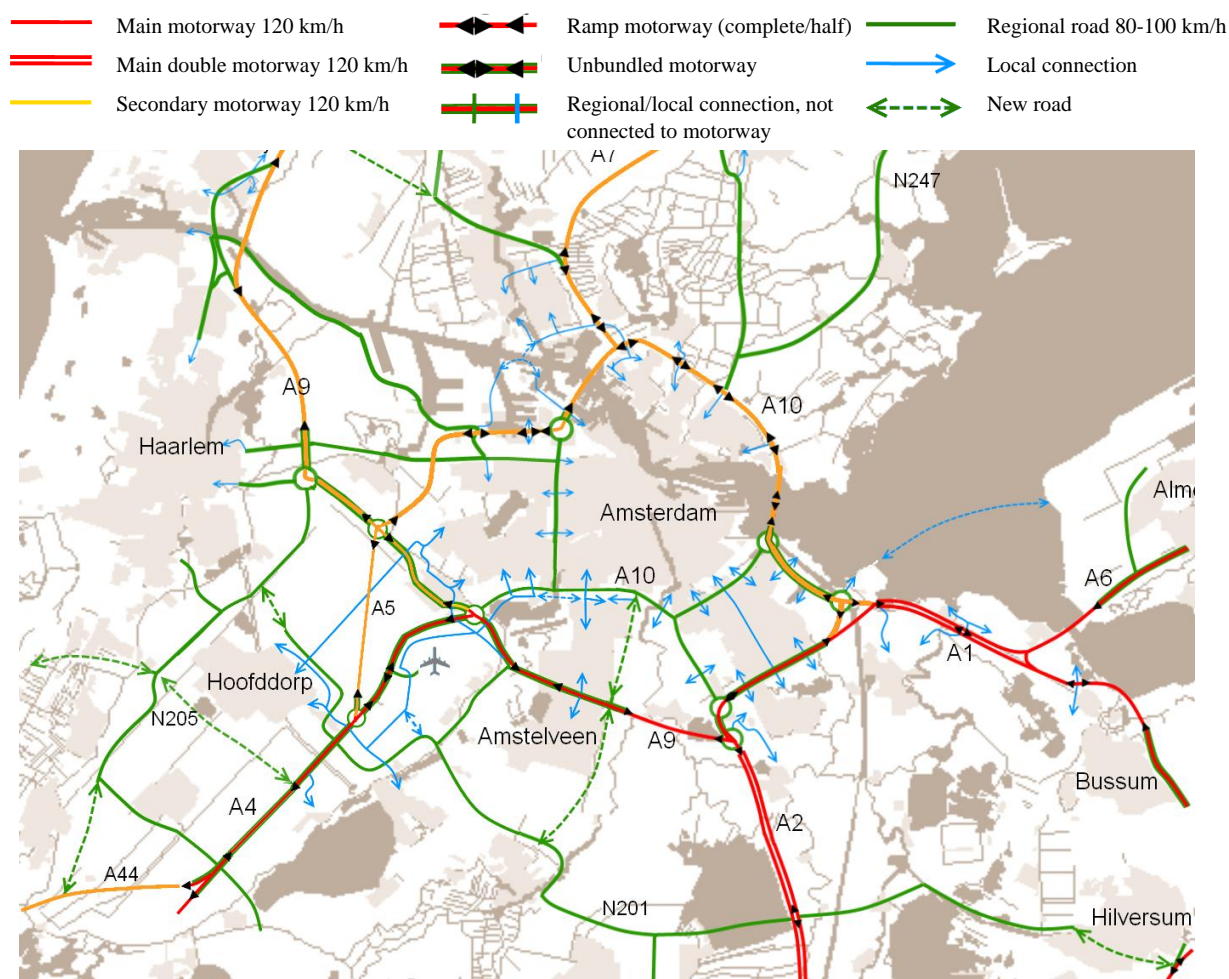 Main motorway 120 km/h
Ramp motorway (complete/half)
Regional road 80-100 km/h
Main double motorway 120 km/h
Unbundled motorway
Local connection
Secondary motorway 120 km/h
Regional/local connection, not
connected to motorway
New road
A7
N247
A9
A10
Haarlem
Amsterdam
Alme
A10
A6
A5
A1
Hoofddorp
N205
Amstelveen
A9
Bussum
A4
A2
A44
N201
Hilversum